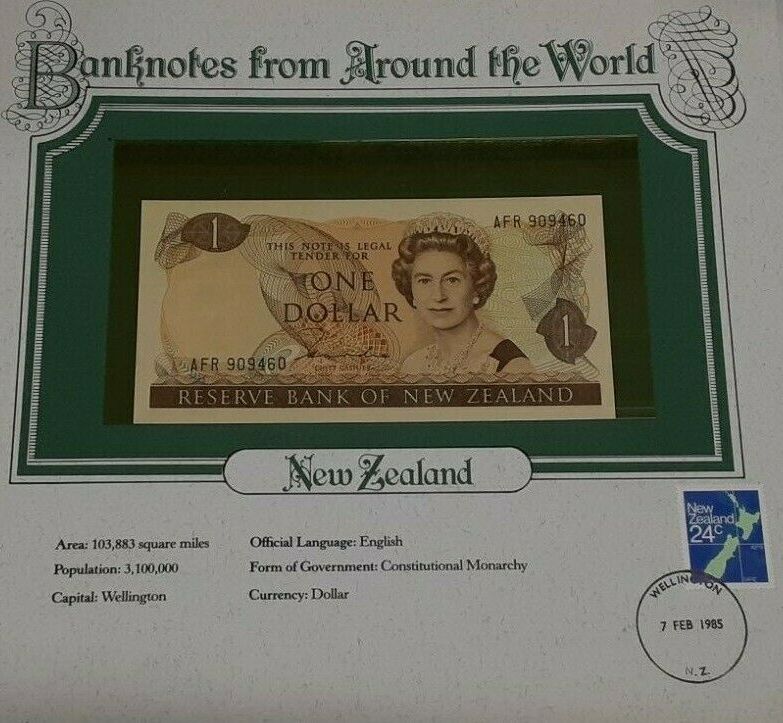 Banknotes from Around the World
1
AFR 909460
THIS NOTE IS LEGAL
TENDER FOR
ONE
DOLLAR
1
AFR 909460
RESERVE BANK OF NEW ZEALAND
New Zealand
New
Zealand
24c
Area: 103,883 square miles
Population: 3,100,000
Capital: Wellington
Official Language: English
Form of Government: Constitutional Monarchy
Currency: Dollar
WELLINGTON
7 FEB 1985
N.Z.